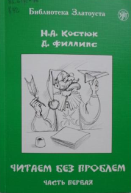 Библиотека Златоуста
Н.А. Костюк
Д. Филлипс
ЧИТАЕМ БЕЗ ПРОБЛЕМ
ЧАСТЬ ПЕРВАЯ